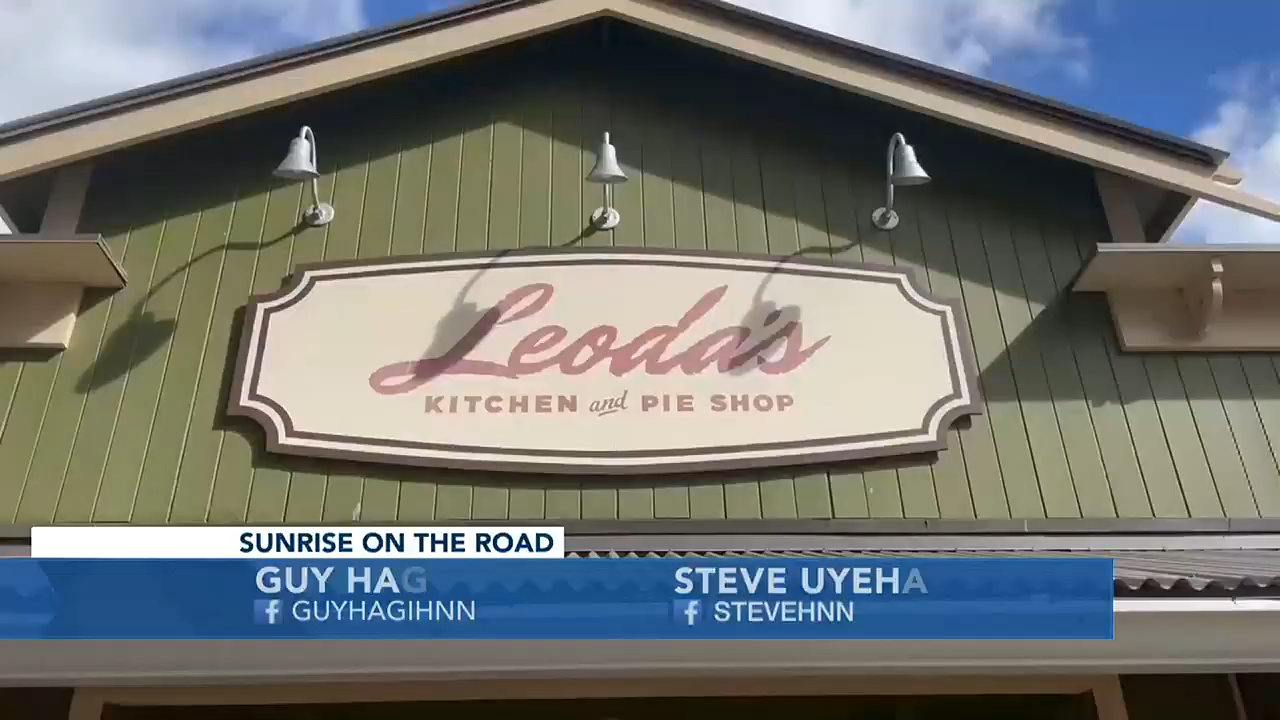 Leoda's
KITCHEN and PIE SHOP
SUNRISE ON THE ROAD
GUY HAG
STEVE UYEHA
GUYHAGIHNN
STEVEHNN